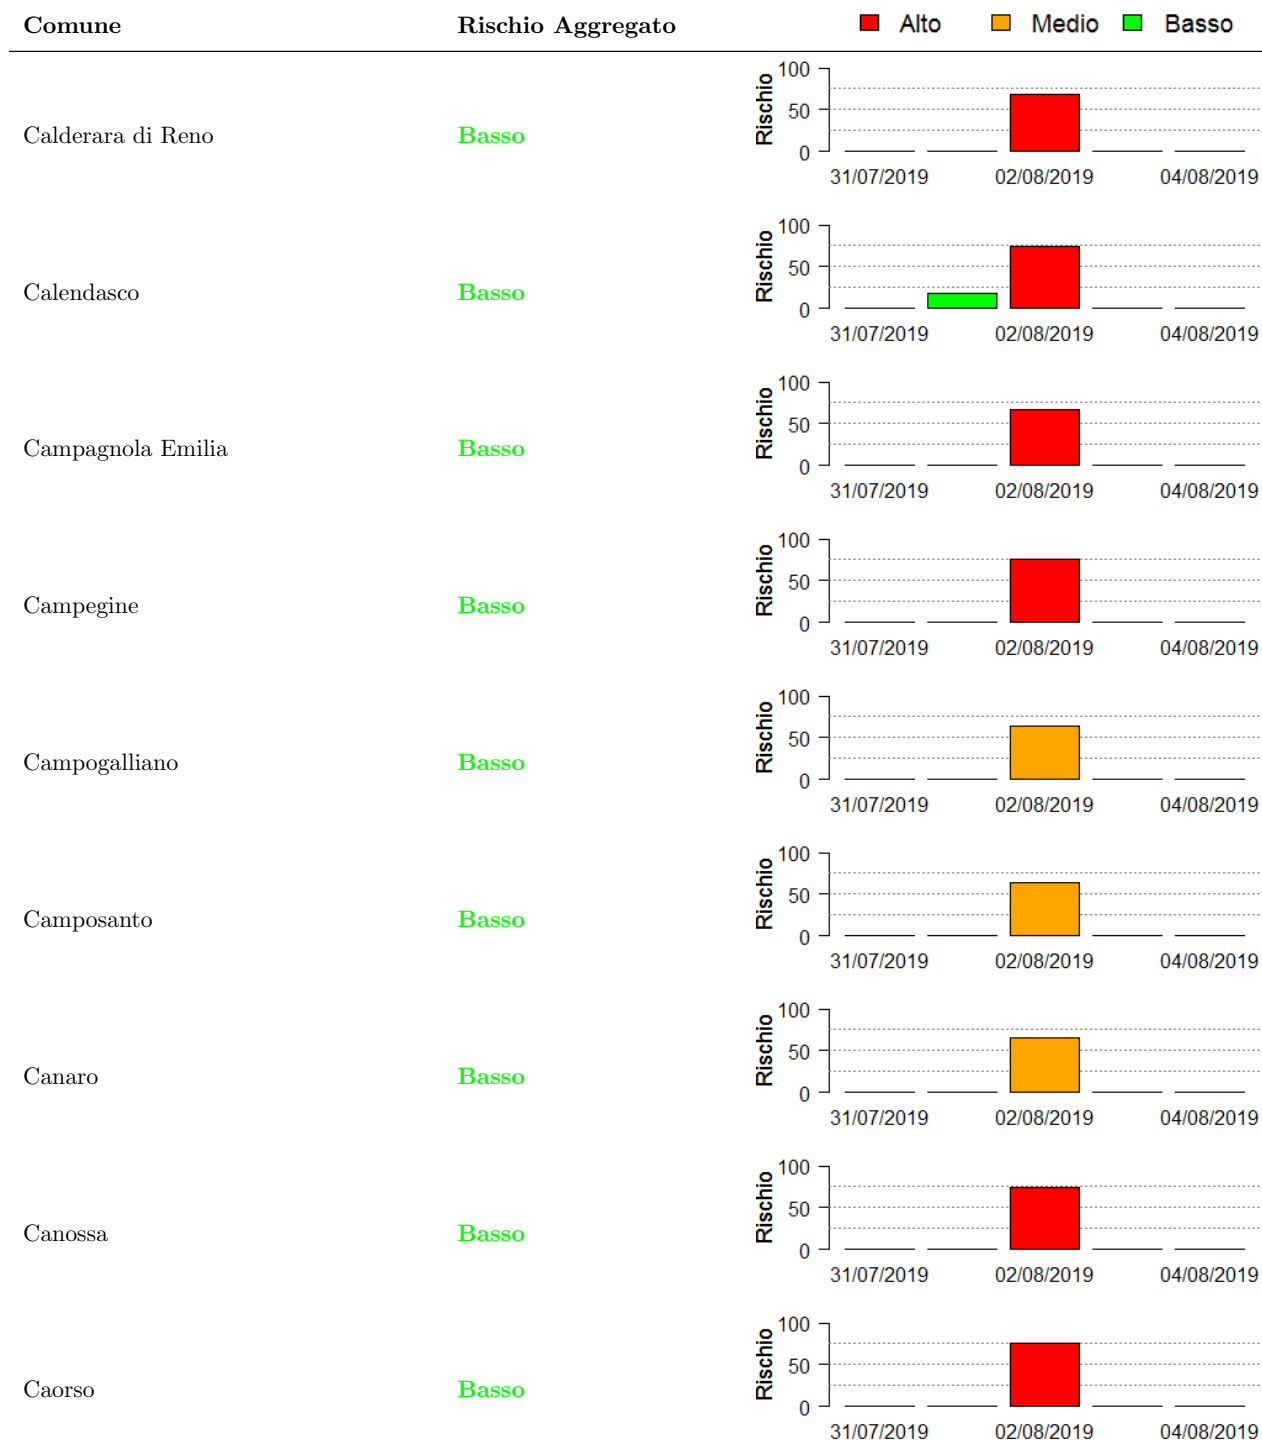 Comune Rischio Aggregato Alto Medio Basso
Calderara di Reno Basso
Rischio
100
50
0
31/07/2019 02/08/2019 04/08/2019
Calendasco Basso
Rischio
100
50
0
31/07/2019 02/08/2019 04/08/2019
Campagnola Emilia Basso
Rischio
100
50
0
31/07/2019 02/08/2019 04/08/2019
Campegine Basso
Rischio
100
50
0
31/07/2019 02/08/2019 04/08/2019
Campogalliano Basso
Rischio
100
50
0
31/07/2019 02/08/2019 04/08/2019
Camposanto Basso
Rischio
100
50
0
31/07/2019 02/08/2019 04/08/2019
Canaro Basso
Rischio
100
50
0
31/07/2019 02/08/2019 04/08/2019
Canossa Basso
Rischio
100
50
0
31/07/2019 02/08/2019 04/08/2019
Caorso Basso
Rischio
100
50
0
31/07/2019 02/08/2019 04/08/2019